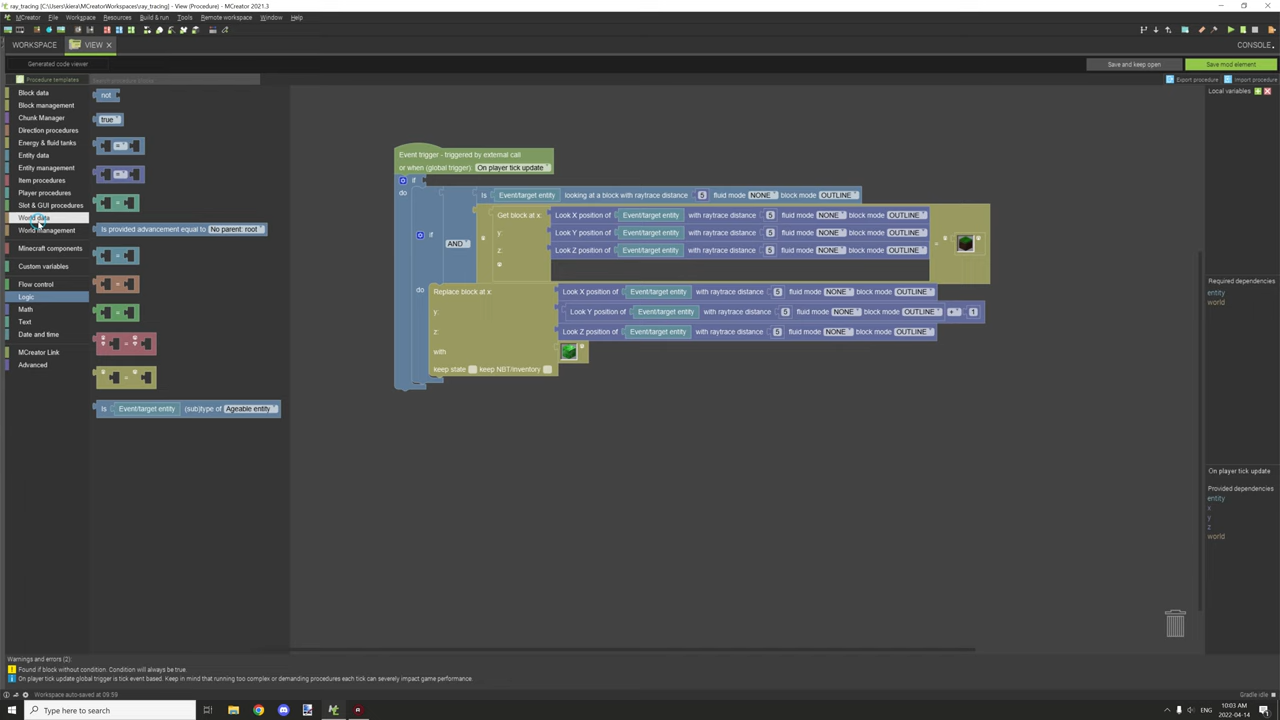 ray_tracing [C:\Users\kiera\MCreatorWorkspaces\ray_tracing] - VIEW (Procedure) - MCreator 2021.3
MCreator File Workspace Resources Build & run Tools Remote workspace Window Help
WORKSPACE VIEW CONSOLE
Generated code viewer Save and keep open Save mod element
Procedure templates Export procedure Import procedure
Local variables
Block data
Block management
Chunk Manager
Direction procedures
Energy & fluid tanks
Entity data
Entity management
Item procedures
Player procedures
Slot & GUI procedures
World data
World management
Minecraft components
Custom variables
Flow control
Logic
Math
Text
Date and time
MCreator Link
Advanced
not
true
=
=
=
Is provided advancement equal to No parent: root
=
=
=
=
=
Is Event/target entity (sub)type of Ageable entity
Event trigger - triggered by external call
or when (global trigger): On player tick update
if
do
Is Event/target entity looking at a block with raytrace distance 5 fluid mode NONE block mode OUTLINE
if AND
Get block at x: Look X position of Event/target entity with raytrace distance 5 fluid mode NONE block mode OUTLINE
y: Look Y position of Event/target entity with raytrace distance 5 fluid mode NONE block mode OUTLINE
z: Look Z position of Event/target entity with raytrace distance 5 fluid mode NONE block mode OUTLINE
=
do Replace block at x: Look X position of Event/target entity with raytrace distance 5 fluid mode NONE block mode OUTLINE
y: Look Y position of Event/target entity with raytrace distance 5 fluid mode NONE block mode OUTLINE + 1
z: Look Z position of Event/target entity with raytrace distance 5 fluid mode NONE block mode OUTLINE
with
keep state keep NBT/inventory
Required dependencies
entity
world
On player tick update
Provided dependencies
entity
x
y
z
world
Warnings and errors (2):
Found if block without condition. Condition will always be true.
On player tick update global trigger is tick event based. Keep in mind that running too complex or demanding procedures each tick can severely impact game performance.
Workspace auto-saved at 09:59 Gradle idle
Type here to search ENG 10:03 AM
2022-04-14